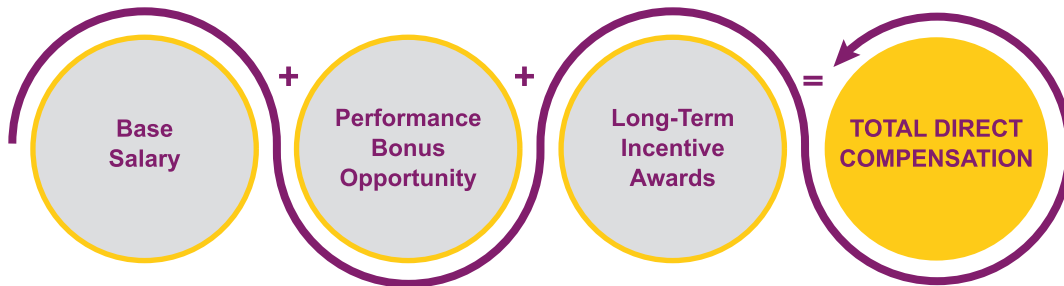 Base
Salary
+
Performance
Bonus
Opportunity
+
Long-Term
Incentive
Awards
=
TOTAL DIRECT
COMPENSATION